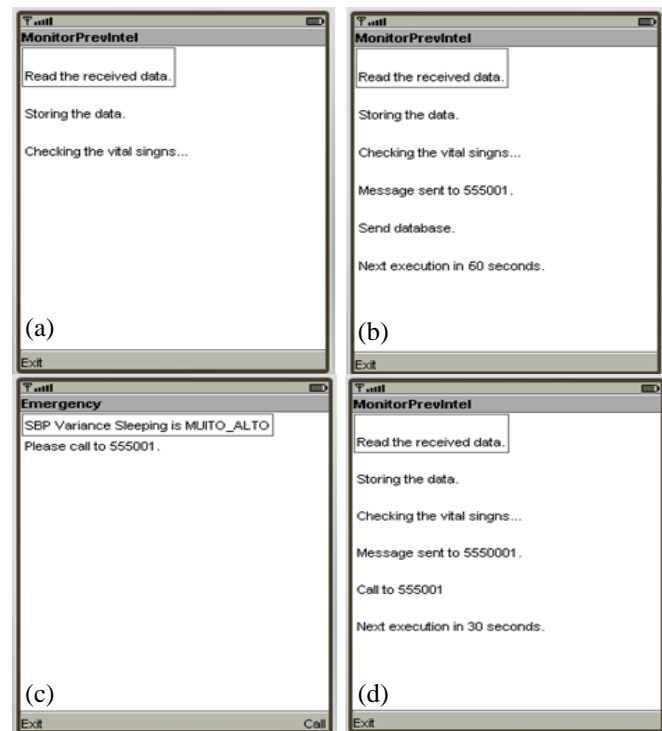 MonitorPrevIntel
Read the received data.
Storing the data.
Checking the vital singns...
(a)
Exit
MonitorPrevIntel
Read the received data.
Storing the data.
Checking the vital singns...
Message sent to 555001.
Send database.
Next execution in 60 seconds.
(b)
Exit
Emergency
SBP Variance Sleeping is MUITO_ALTO
Please call to 555001.
(c)
Exit
Call
MonitorPrevIntel
Read the received data.
Storing the data.
Checking the vital singns...
Message sent to 5550001.
Call to 555001
Next execution in 30 seconds.
(d)
Exit